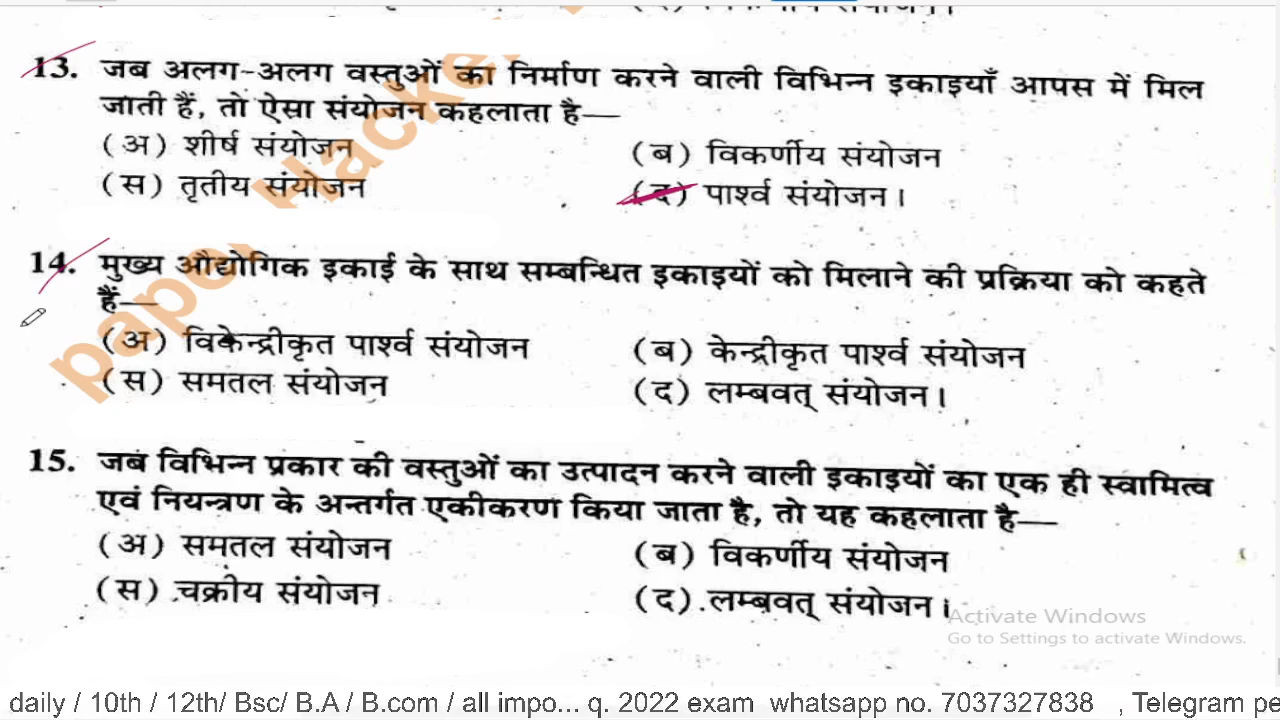 13. जब अलग-अलग वस्तुओं का निर्माण करने वाली विभिन्न इकाइयाँ आपस में मिल
जाती हैं, तो ऐसा संयोजन कहलाता है—
(अ) शीर्ष संयोजन (ब) विकर्णीय संयोजन
(स) तृतीय संयोजन (द) पार्श्व संयोजन।
14. मुख्य औद्योगिक इकाई के साथ सम्बन्धित इकाइयों को मिलाने की प्रक्रिया को कहते
हैं—
(अ) विकेन्द्रीकृत पार्श्व संयोजन (ब) केन्द्रीकृत पार्श्व संयोजन
(स) समतल संयोजन (द) लम्बवत् संयोजन।
15. जब विभिन्न प्रकार की वस्तुओं का उत्पादन करने वाली इकाइयों का एक ही स्वामित्व
एवं नियन्त्रण के अन्तर्गत एकीकरण किया जाता है, तो यह कहलाता है—
(अ) समतल संयोजन (ब) विकर्णीय संयोजन
(स) चक्रीय संयोजन (द) लम्बवत् संयोजन।
Activate Windows
Go to Settings to activate Windows.
daily / 10th / 12th/ Bsc/ B.A / B.com / all impo... q. 2022 exam whatsapp no. 7037327838 , Telegram pe